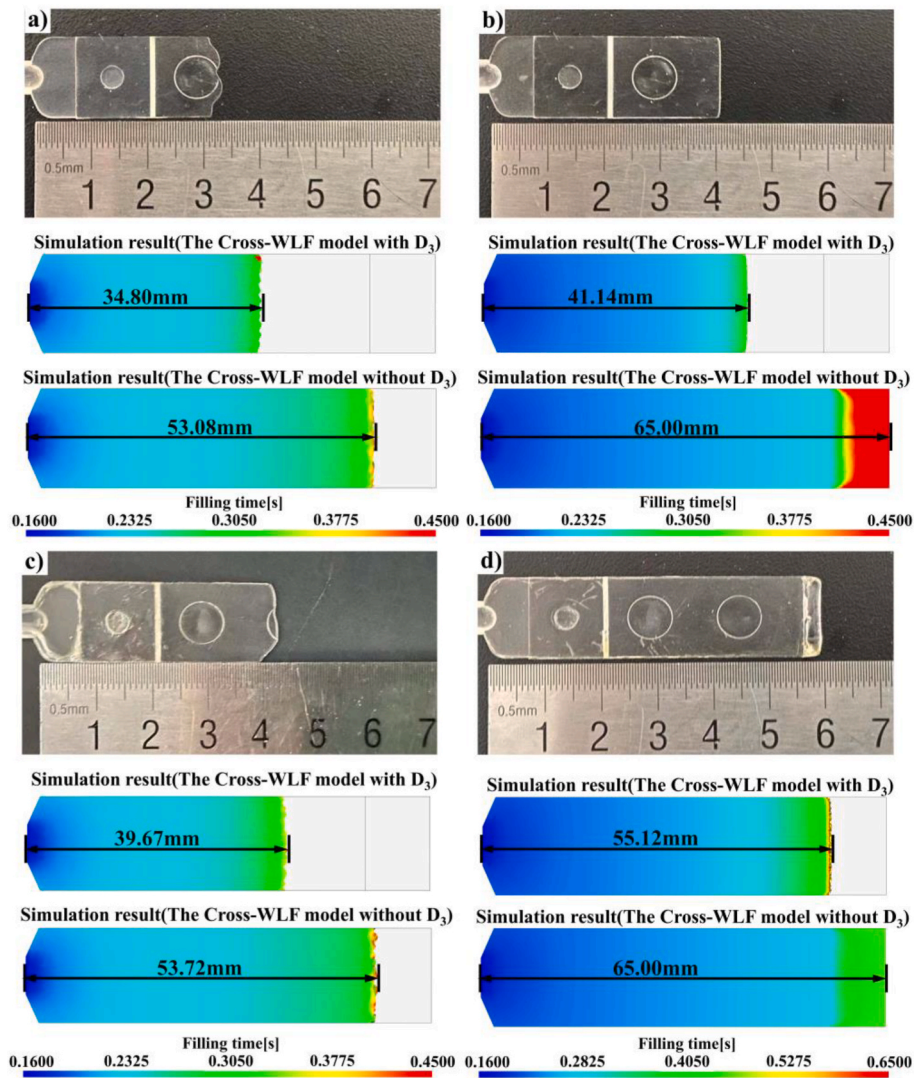 a)
0.5mm
1 2 3 4 5 6 7
Simulation result(The Cross-WLF model with D3)
34.80mm
Simulation result(The Cross-WLF model without D3)
53.08mm
Filling time[s]
0.1600 0.2325 0.3050 0.3775 0.4500
b)
0.5mm
1 2 3 4 5 6 7
Simulation result(The Cross-WLF model with D3)
41.14mm
Simulation result(The Cross-WLF model without D3)
65.00mm
Filling time[s]
0.1600 0.2325 0.3050 0.3775 0.4500
c)
0.5mm
1 2 3 4 5 6 7
Simulation result(The Cross-WLF model with D3)
39.67mm
Simulation result(The Cross-WLF model without D3)
53.72mm
Filling time[s]
0.1600 0.2325 0.3050 0.3775 0.4500
d)
0.5mm
1 2 3 4 5 6 7
Simulation result(The Cross-WLF model with D3)
55.12mm
Simulation result(The Cross-WLF model without D3)
65.00mm
Filling time[s]
0.1600 0.2825 0.4050 0.5275 0.6500